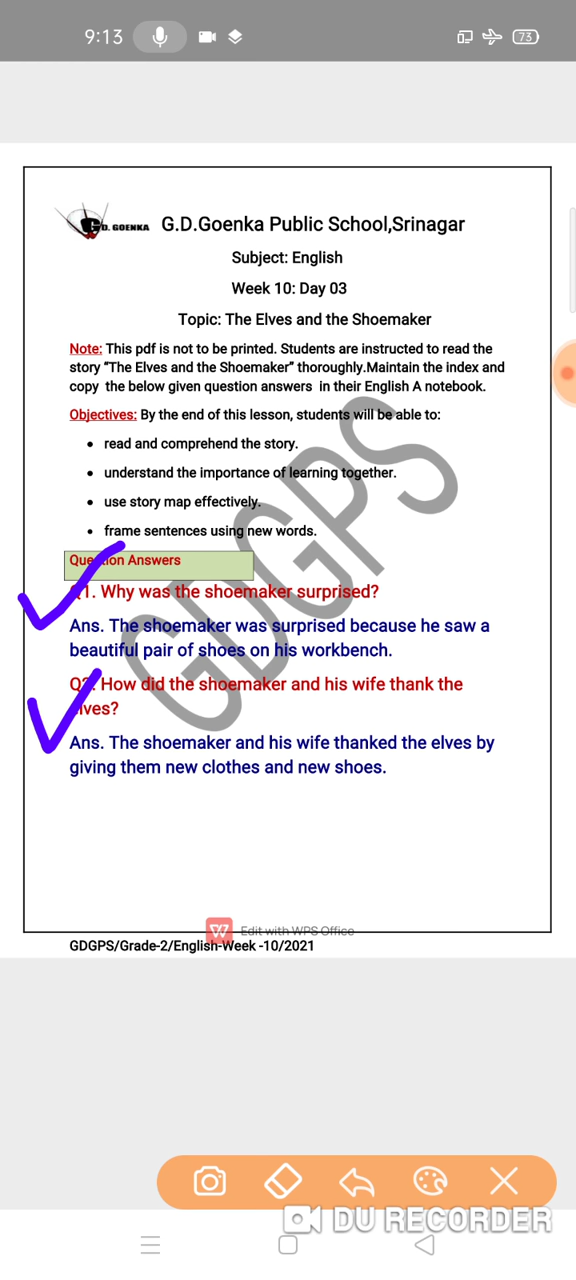 9:13
73
D. GOENKA G.D.Goenka Public School,Srinagar
Subject: English
Week 10: Day 03
Topic: The Elves and the Shoemaker
Note: This pdf is not to be printed. Students are instructed to read the
story “The Elves and the Shoemaker” thoroughly.Maintain the index and
copy the below given question answers in their English A notebook.
Objectives: By the end of this lesson, students will be able to:
• read and comprehend the story.
• understand the importance of learning together.
• use story map effectively.
• frame sentences using new words.
GDGPS
Question Answers
Q1. Why was the shoemaker surprised?
Ans. The shoemaker was surprised because he saw a
beautiful pair of shoes on his workbench.
Q2. How did the shoemaker and his wife thank the
elves?
Ans. The shoemaker and his wife thanked the elves by
giving them new clothes and new shoes.
W Edit with WPS Office
GDGPS/Grade-2/English-Week -10/2021
DU RECORDER